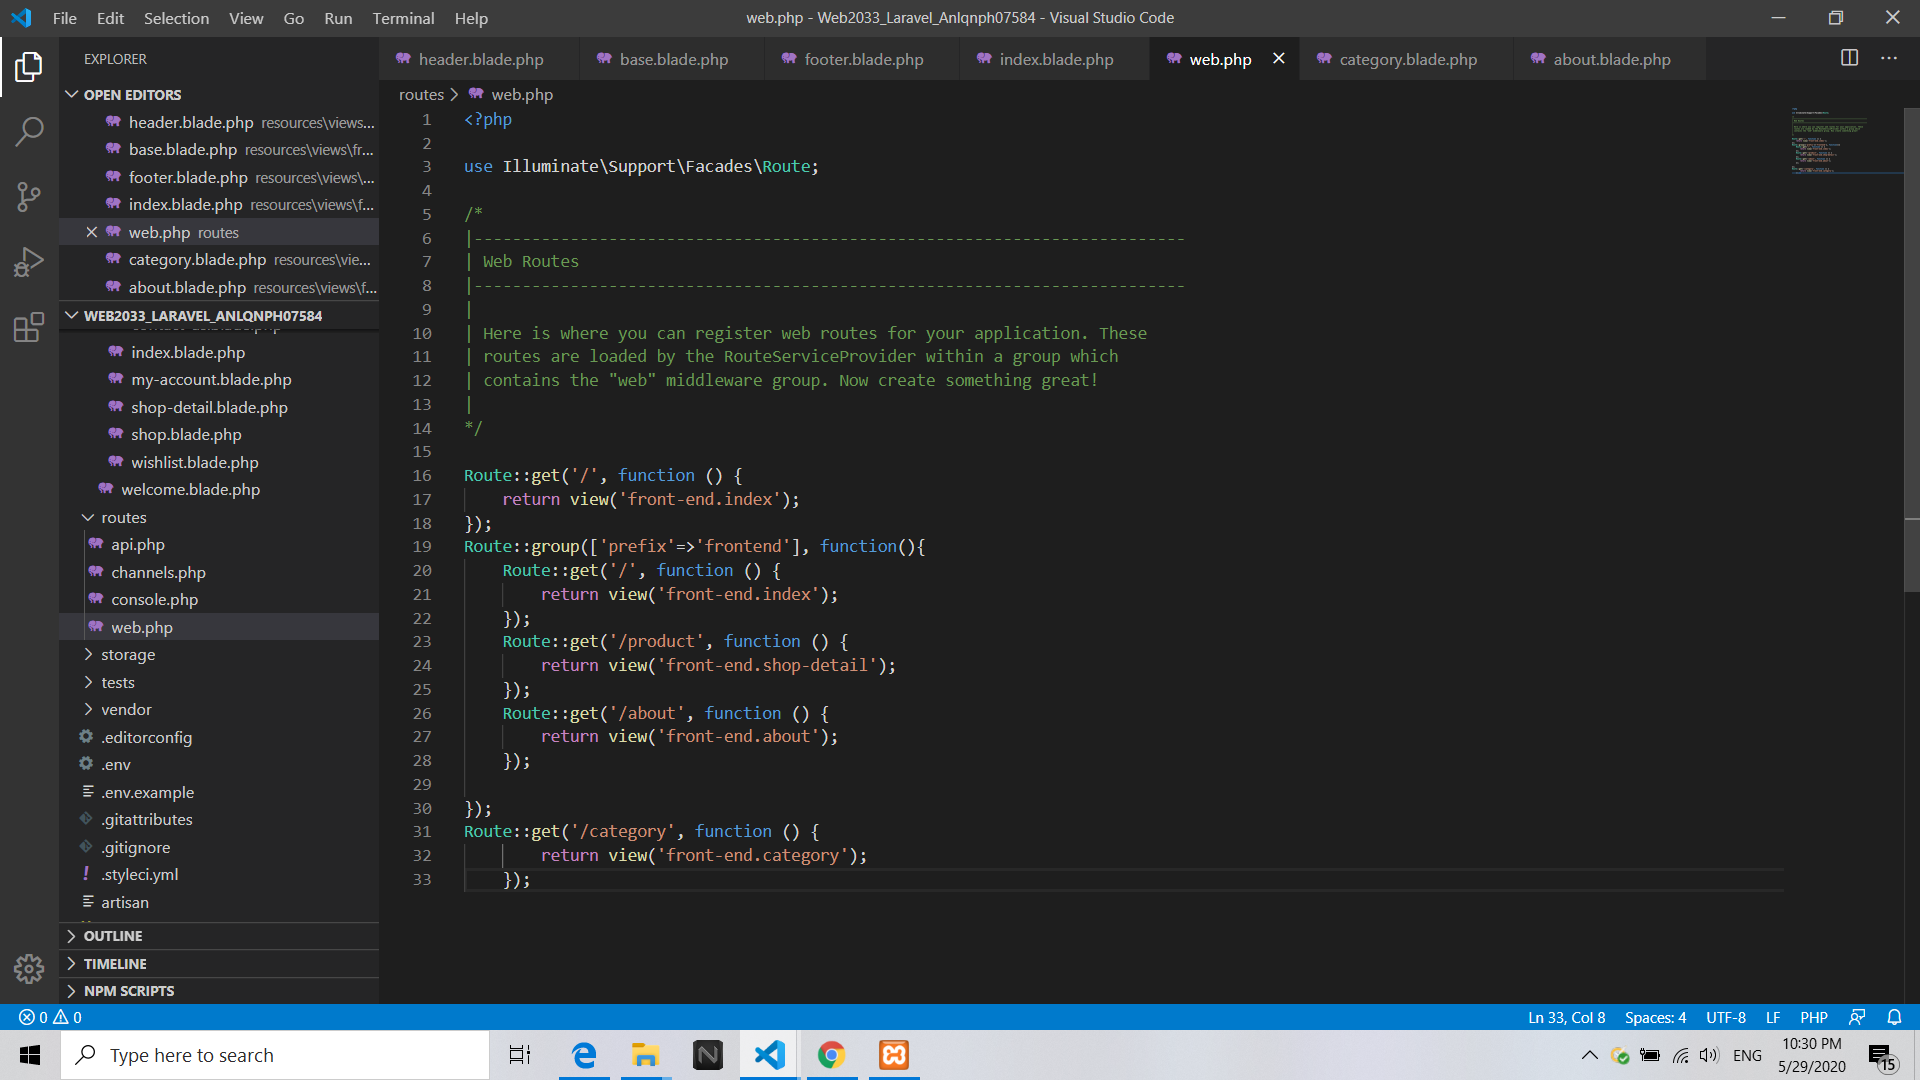 File Edit Selection View Go Run Terminal Help
web.php - Web2033_Laravel_Anlqnph07584 - Visual Studio Code
EXPLORER
OPEN EDITORS
header.blade.php resources\views...
base.blade.php resources\views\fr...
footer.blade.php resources\views\...
index.blade.php resources\views\f...
web.php routes
category.blade.php resources\vie...
about.blade.php resources\views\f...
WEB2033_LARAVEL_ANLQNPH07584
index.blade.php
my-account.blade.php
shop-detail.blade.php
shop.blade.php
wishlist.blade.php
welcome.blade.php
routes
api.php
channels.php
console.php
web.php
storage
tests
vendor
.editorconfig
.env
.env.example
.gitattributes
.gitignore
.styleci.yml
artisan
OUTLINE
TIMELINE
NPM SCRIPTS
header.blade.php base.blade.php footer.blade.php index.blade.php web.php category.blade.php about.blade.php
routes > web.php
1 <?php
2
3 use Illuminate\Support\Facades\Route;
4
5 /*
6 |--------------------------------------------------------------------------
7 | Web Routes
8 |--------------------------------------------------------------------------
9 |
10 | Here is where you can register web routes for your application. These
11 | routes are loaded by the RouteServiceProvider within a group which
12 | contains the "web" middleware group. Now create something great!
13 |
14 */
15
16 Route::get('/', function () {
17     return view('front-end.index');
18 });
19 Route::group(['prefix'=>'frontend'], function(){
20     Route::get('/', function () {
21         return view('front-end.index');
22     });
23     Route::get('/product', function () {
24         return view('front-end.shop-detail');
25     });
26     Route::get('/about', function () {
27         return view('front-end.about');
28     });
29
30 });
31 Route::get('/category', function () {
32         return view('front-end.category');
33     });
0 0
Ln 33, Col 8 Spaces: 4 UTF-8 LF PHP
Type here to search
ENG
10:30 PM
5/29/2020
15